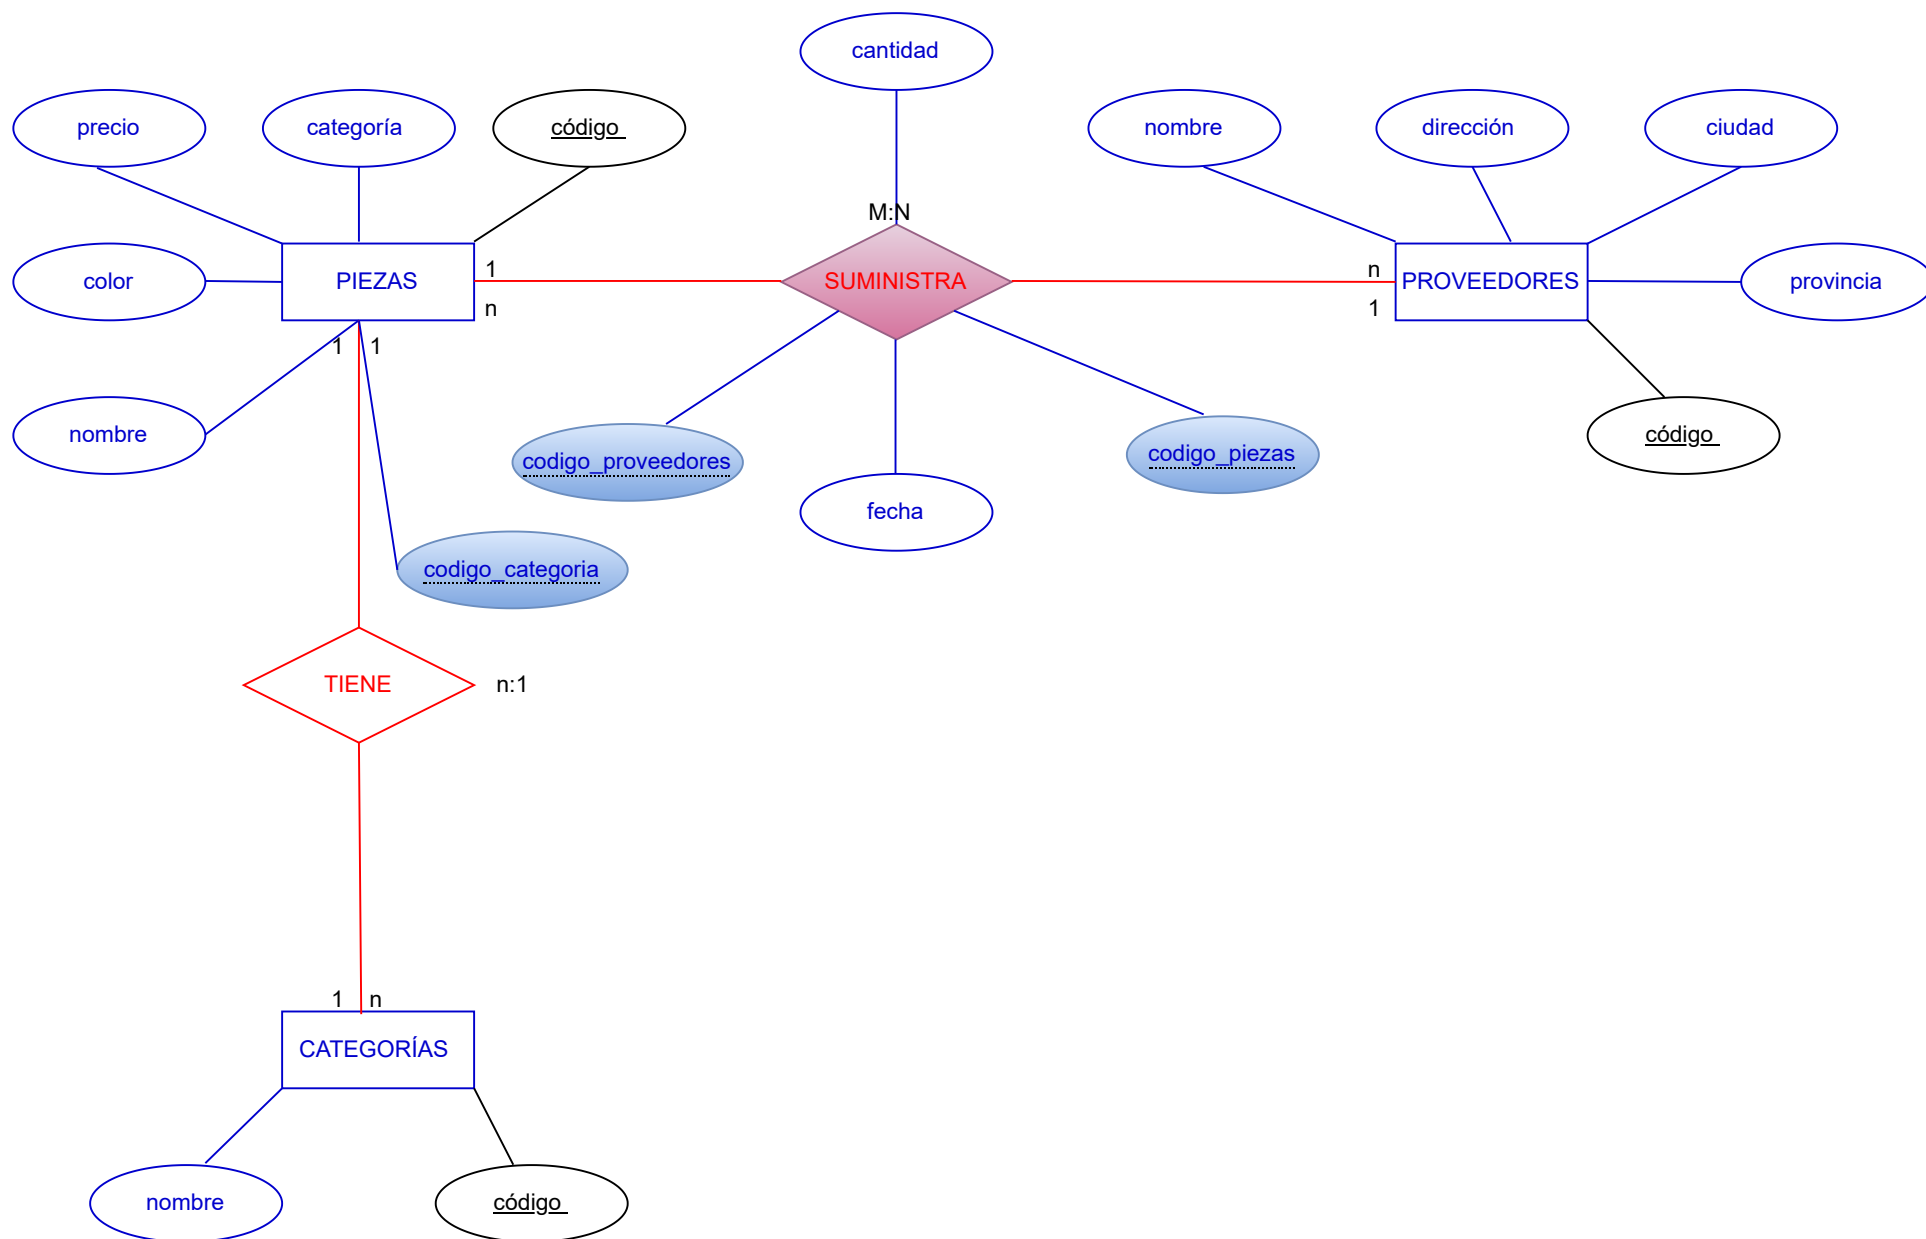 cantidad
precio
categoría
código
nombre
dirección
ciudad
M:N
PIEZAS
1
n
SUMINISTRA
n
1
PROVEEDORES
color
provincia
1
1
nombre
codigo_proveedores
codigo_piezas
código
fecha
codigo_categoria
TIENE
n:1
1
n
CATEGORÍAS
nombre
código